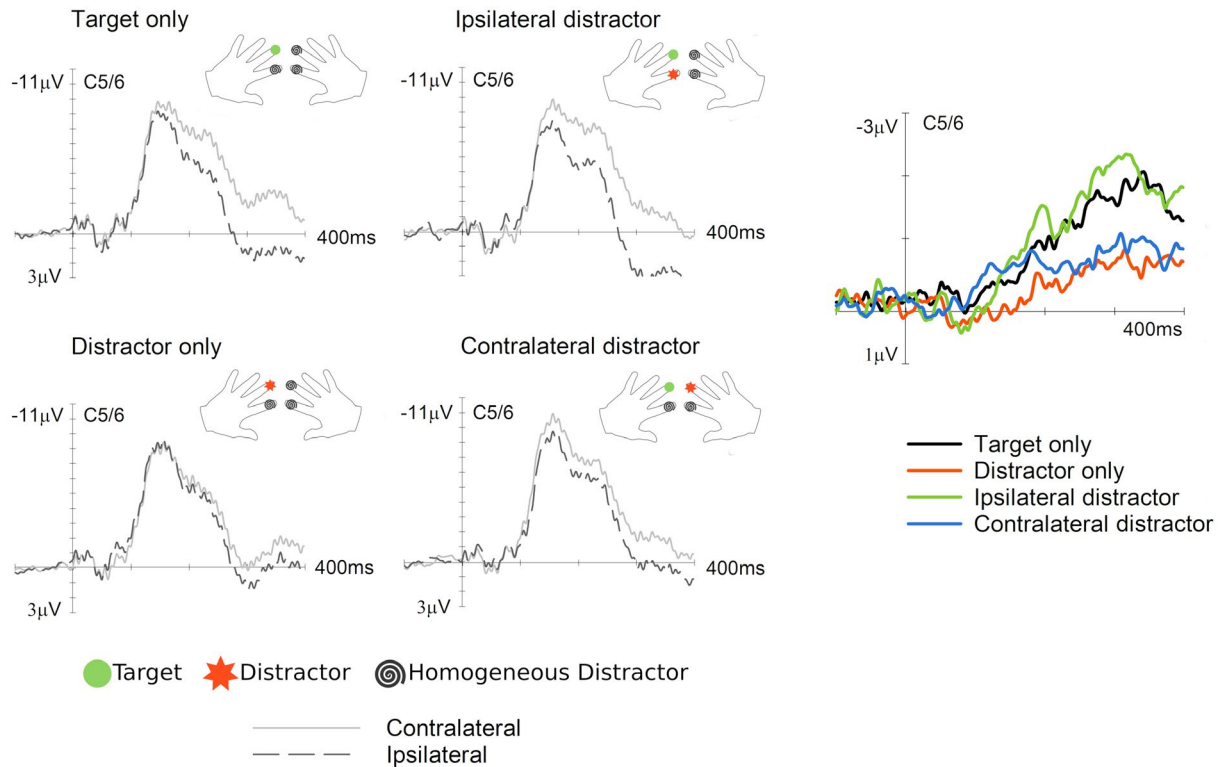 Target only
-11µV C5/6
400ms
3µV
Ipsilateral distractor
-11µV C5/6
400ms
3µV
-3µV C5/6
400ms
1µV
Distractor only
-11µV C5/6
400ms
3µV
Contralateral distractor
-11µV C5/6
400ms
3µV
Target only
Distractor only
Ipsilateral distractor
Contralateral distractor
Target Distractor Homogeneous Distractor
Contralateral
Ipsilateral